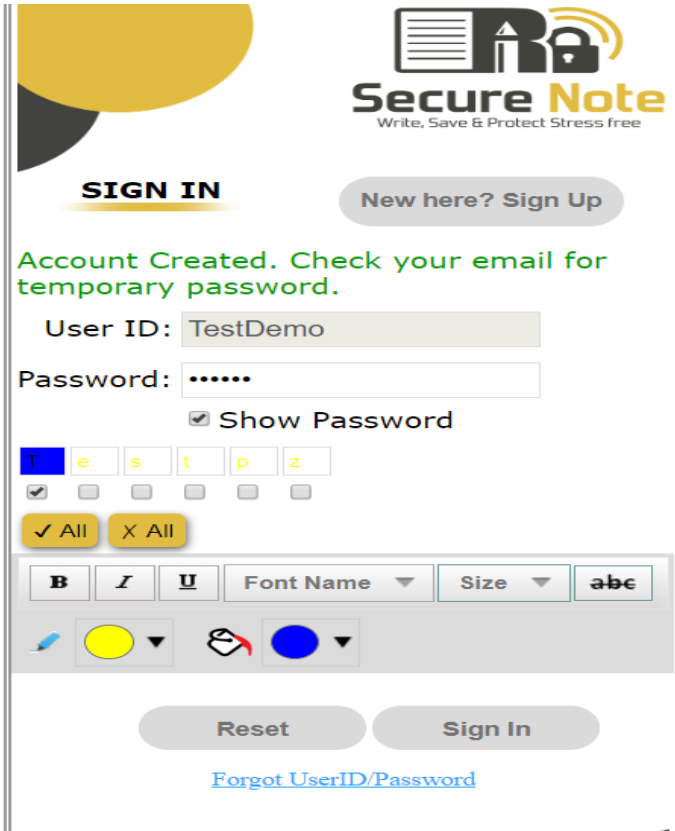 Secure Note
Write, Save & Protect Stress free
SIGN IN
New here? Sign Up
Account Created. Check your email for
temporary password.
User ID: TestDemo
Password: ••••••
Show Password
T e s t p z
✓ All X All
B I U Font Name Size abc
Reset Sign In
Forgot UserID/Password